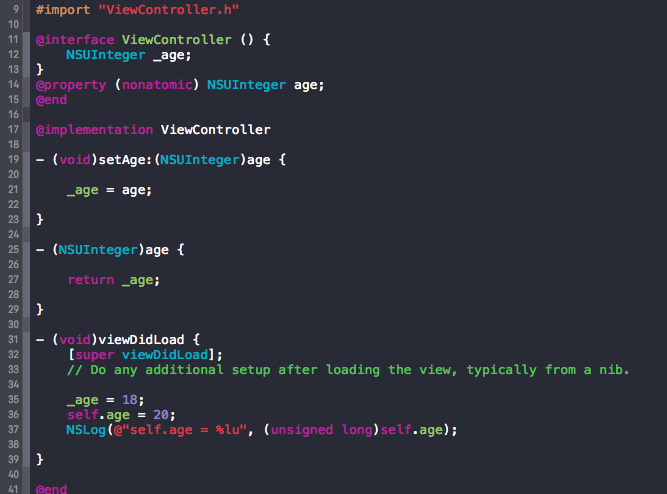 9 #import "ViewController.h"
10
11 @interface ViewController () {
12     NSUInteger _age;
13 }
14 @property (nonatomic) NSUInteger age;
15 @end
16
17 @implementation ViewController
18
19 - (void)setAge:(NSUInteger)age {
20
21     _age = age;
22
23 }
24
25 - (NSUInteger)age {
26
27     return _age;
28
29 }
30
31 - (void)viewDidLoad {
32     [super viewDidLoad];
33     // Do any additional setup after loading the view, typically from a nib.
34
35     _age = 18;
36     self.age = 20;
37     NSLog(@"self.age = %lu", (unsigned long)self.age);
38
39 }
40
41 @end